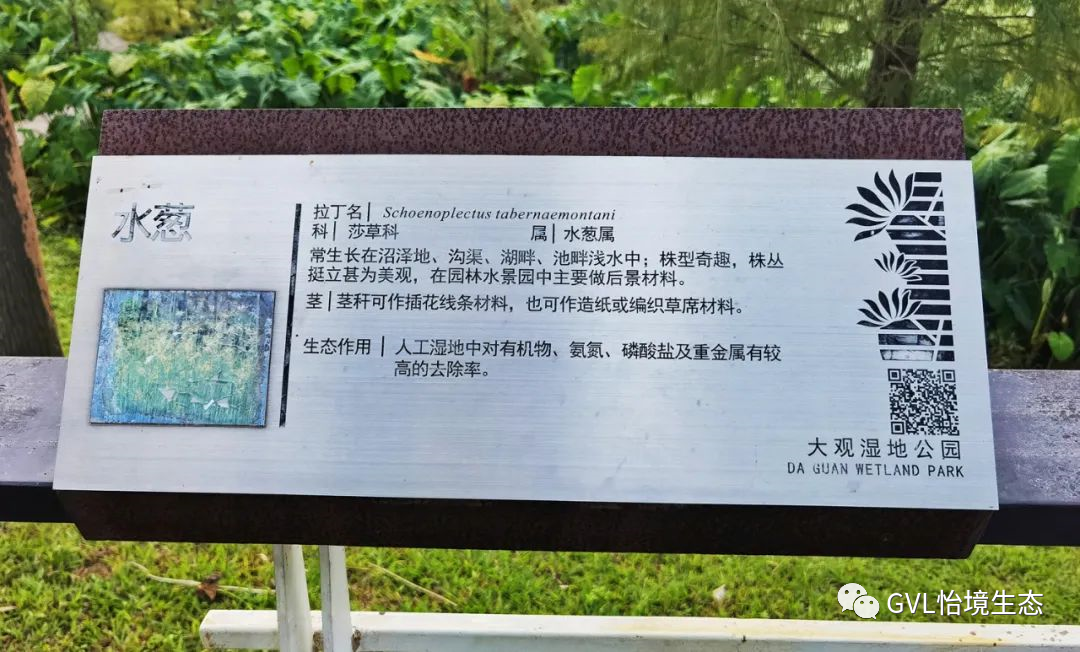 水葱
拉丁名| Schoenoplectus tabernaemontani
科| 莎草科 属| 水葱属
常生长在沼泽地、沟渠、湖畔、池畔浅水中；株型奇趣，株丛
挺立甚为美观，在园林水景园中主要做后景材料。
茎|茎秆可作插花线条材料，也可作造纸或编织草席材料。
生态作用| 人工湿地中对有机物、氨氮、磷酸盐及重金属有较
高的去除率。
大观湿地公园
DA GUAN WETLAND PARK
GVL怡境生态